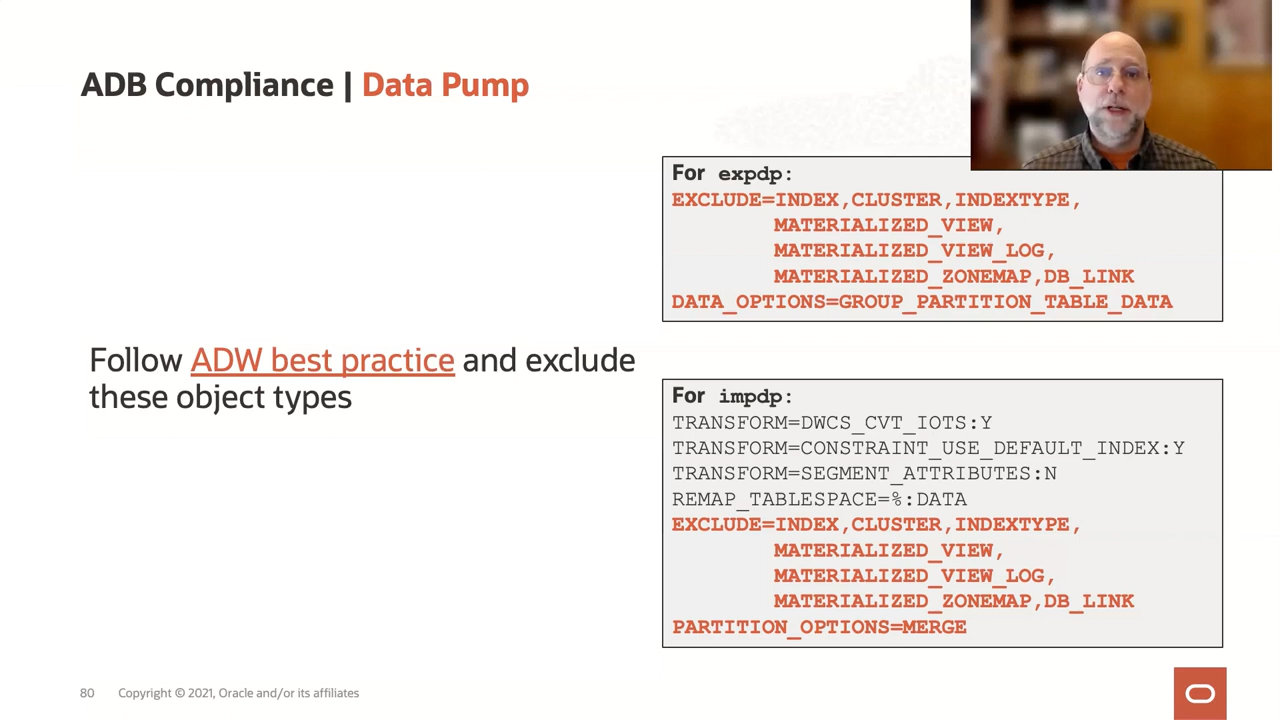 ADB Compliance | Data Pump
For expdp:
EXCLUDE=INDEX,CLUSTER,INDEXTYPE,
MATERIALIZED_VIEW,
MATERIALIZED_VIEW_LOG,
MATERIALIZED_ZONEMAP,DB_LINK
DATA_OPTIONS=GROUP_PARTITION_TABLE_DATA
Follow ADW best practice and exclude
these object types
For impdp:
TRANSFORM=DWCS_CVT_IOTS:Y
TRANSFORM=CONSTRAINT_USE_DEFAULT_INDEX:Y
TRANSFORM=SEGMENT_ATTRIBUTES:N
REMAP_TABLESPACE=%:DATA
EXCLUDE=INDEX,CLUSTER,INDEXTYPE,
MATERIALIZED_VIEW,
MATERIALIZED_VIEW_LOG,
MATERIALIZED_ZONEMAP,DB_LINK
PARTITION_OPTIONS=MERGE
80 Copyright © 2021, Oracle and/or its affiliates